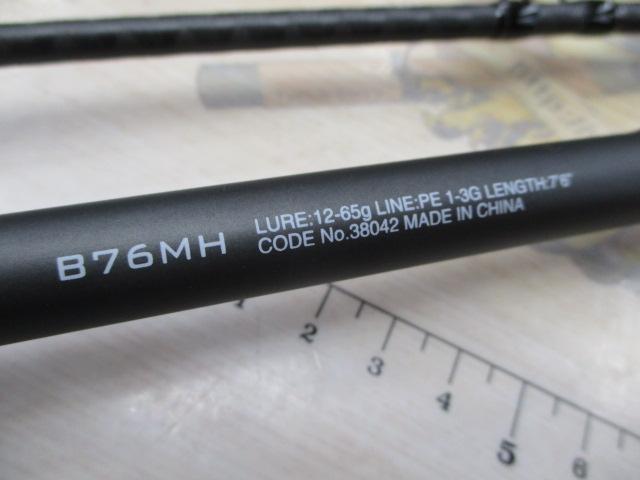 B76MH
LURE:12-65g LINE:PE 1-3G LENGTH:7'6"
CODE No.38042 MADE IN CHINA
1 2 3 4 5 6